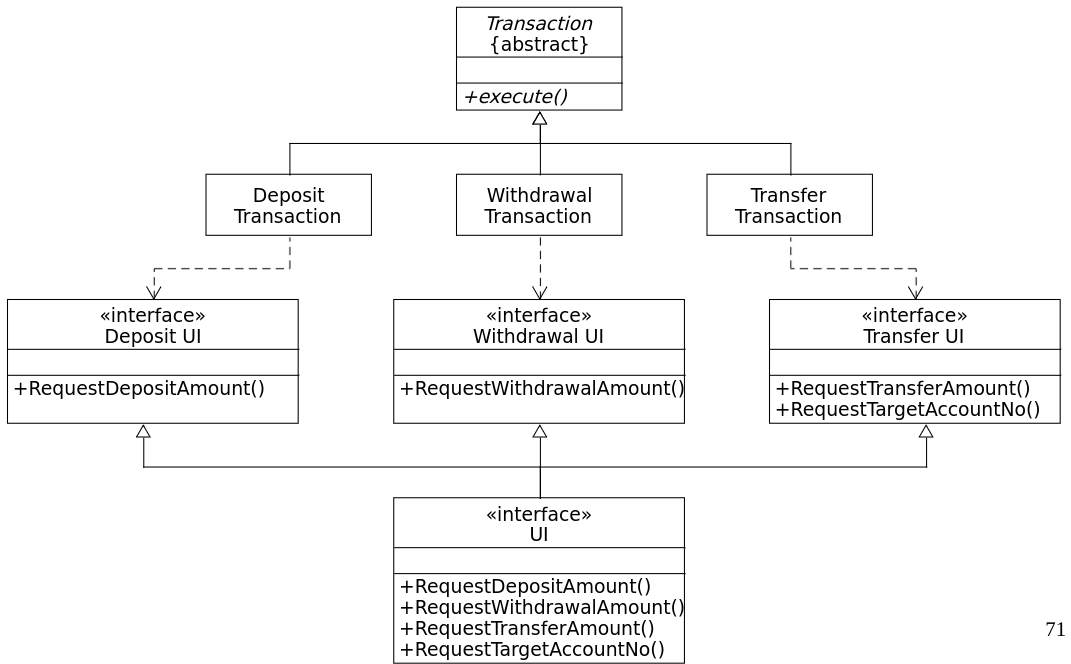 Transaction
{abstract}
+execute()
Deposit
Transaction
Withdrawal
Transaction
Transfer
Transaction
«interface»
Deposit UI
+RequestDepositAmount()
«interface»
Withdrawal UI
+RequestWithdrawalAmount()
«interface»
Transfer UI
+RequestTransferAmount()
+RequestTargetAccountNo()
«interface»
UI
+RequestDepositAmount()
+RequestWithdrawalAmount()
+RequestTransferAmount()
+RequestTargetAccountNo()
71